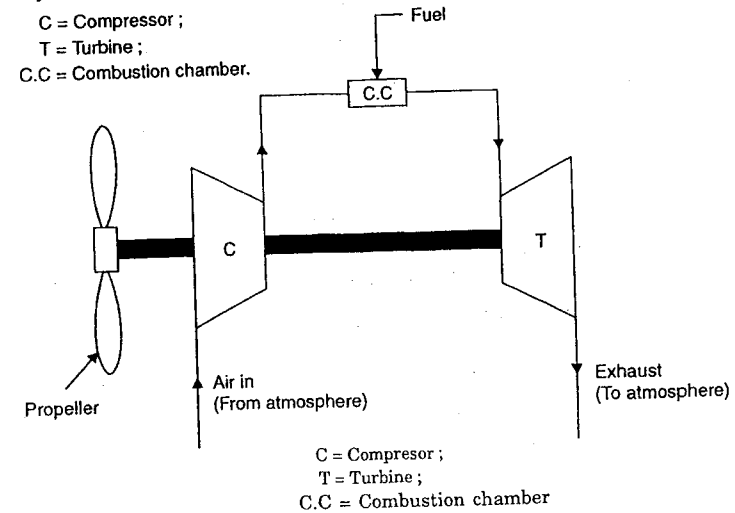 C = Compressor ;
T = Turbine ;
C.C = Combustion chamber.
Fuel
C.C
C
T
Air in
(From atmosphere)
Exhaust
(To atmosphere)
Propeller
C = Compresor ;
T = Turbine ;
C.C = Combustion chamber